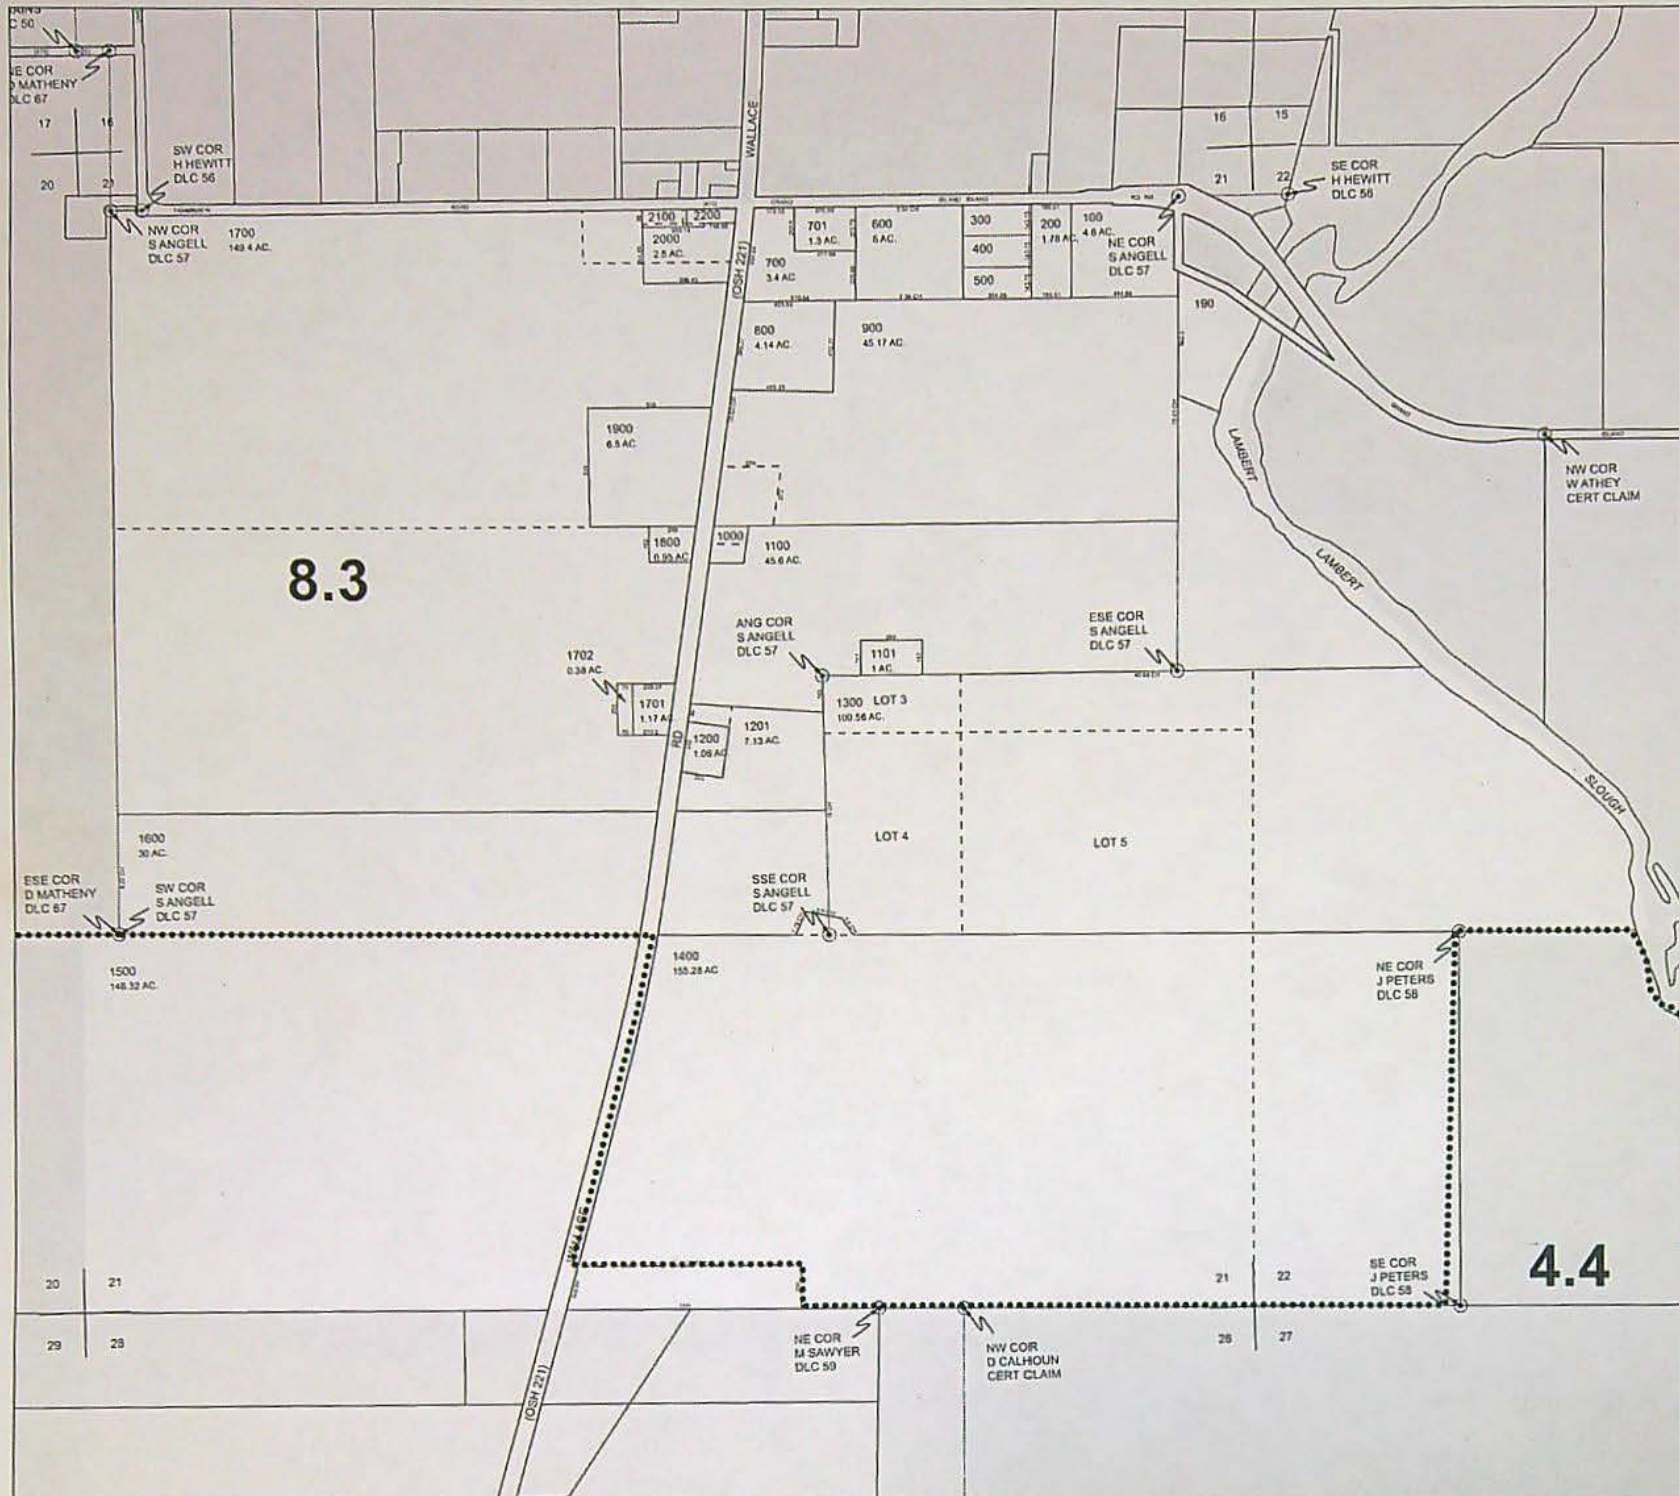 C 50
NE COR
D MATHENY
DLC 67
17
16
20
21
SW COR
H HEWITT
DLC 56
NW COR
S ANGELL
DLC 57
1700
149.4 AC.
WALLACE
(OSH 221)
16
15
21
22
SE COR
H HEWITT
DLC 56
2100
2200
2000
2.5 AC.
701
1.3 AC.
700
3.4 AC
600
6 AC.
300
400
500
200
1.78 AC.
100
4.6 AC.
NE COR
S ANGELL
DLC 57
190
800
4.14 AC.
900
45.17 AC.
GRAND
ISLAND
1900
6.5 AC.
LAMBERT
NW COR
W ATHEY
CERT CLAIM
8.3
1800
0.95 AC
1000
1100
45.6 AC.
LAMBERT
ANG COR
S ANGELL
DLC 57
1101
1 AC.
ESE COR
S ANGELL
DLC 57
1702
0.38 AC.
1701
1.17 AC
RD
1200
1.06 AC
1201
7.13 AC.
1300
LOT 3
100.56 AC.
SLOUGH
1600
30 AC.
LOT 4
LOT 5
ESE COR
D MATHENY
DLC 67
SW COR
S ANGELL
DLC 57
SSE COR
S ANGELL
DLC 57
1500
146.32 AC.
1400
155.28 AC
NE COR
J PETERS
DLC 58
WALLACE
20
21
21
22
SE COR
J PETERS
DLC 58
4.4
29
28
NE COR
M SAWYER
DLC 59
NW COR
D CALHOUN
CERT CLAIM
28
27
(OSH 221)